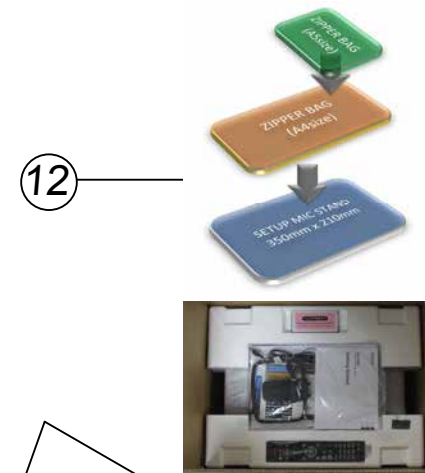 ZIPPER BAG
(A5size)
ZIPPER BAG
(A4size)
12
SETUP MIC STAND
350mm x 210mm